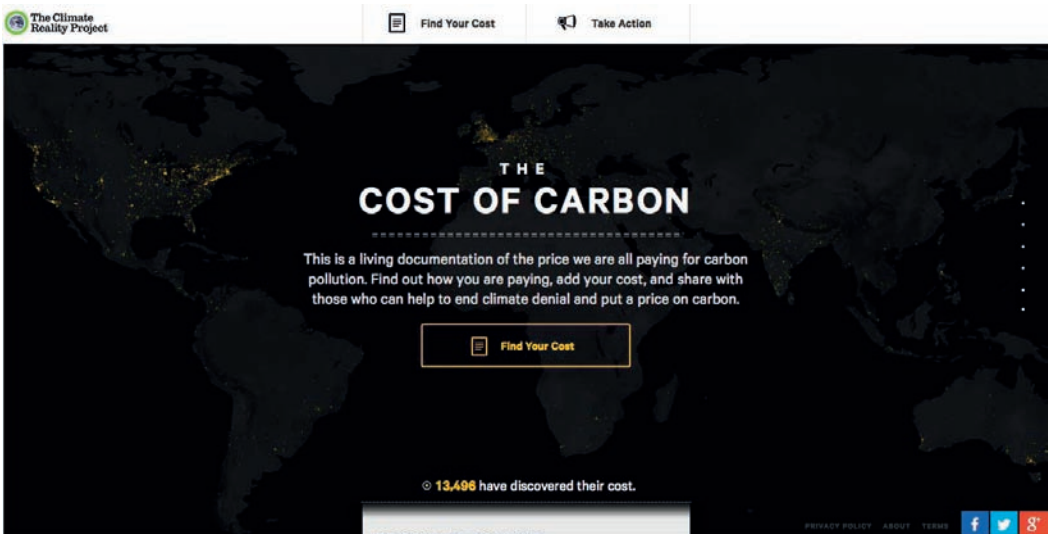 The Climate
Reality Project
Find Your Cost
Take Action
THE
COST OF CARBON
This is a living documentation of the price we are all paying for carbon
pollution. Find out how you are paying, add your cost, and share with
those who can help to end climate denial and put a price on carbon.
Find Your Cost
13,496 have discovered their cost.
PRIVACY POLICY ABOUT TERMS
f
g+